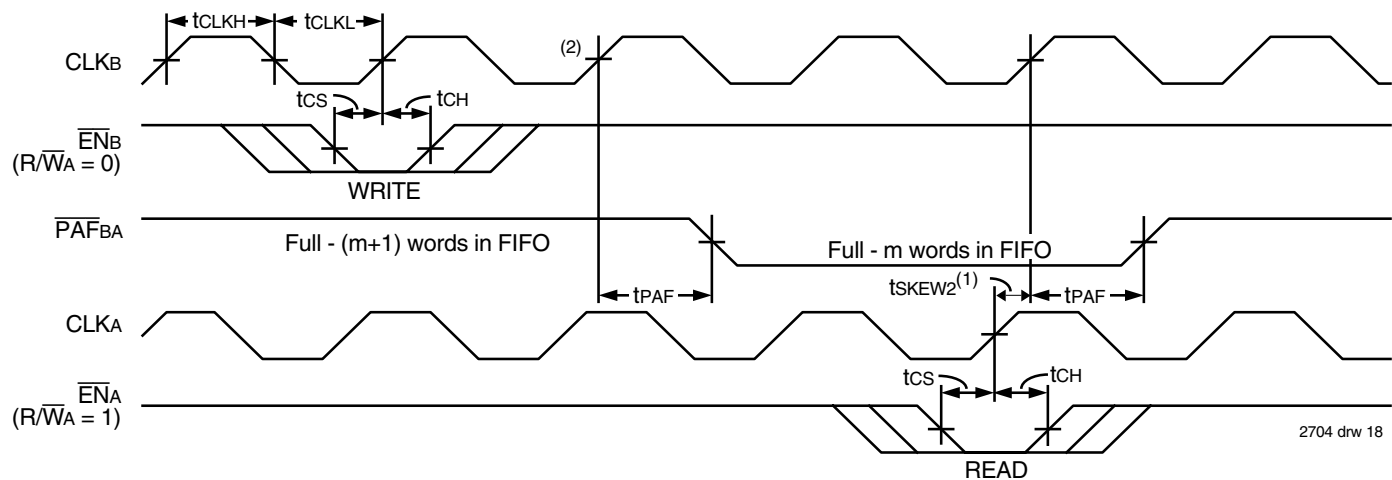 tCLKH tCLKL
CLKB
(2)
tCS tCH
ENB
(R/WA = 0)
WRITE
PAFBA
Full - (m+1) words in FIFO
Full - m words in FIFO
tPAF
tSKEW2(1)
tPAF
CLKA
tCS tCH
ENA
(R/WA = 1)
READ
2704 drw 18